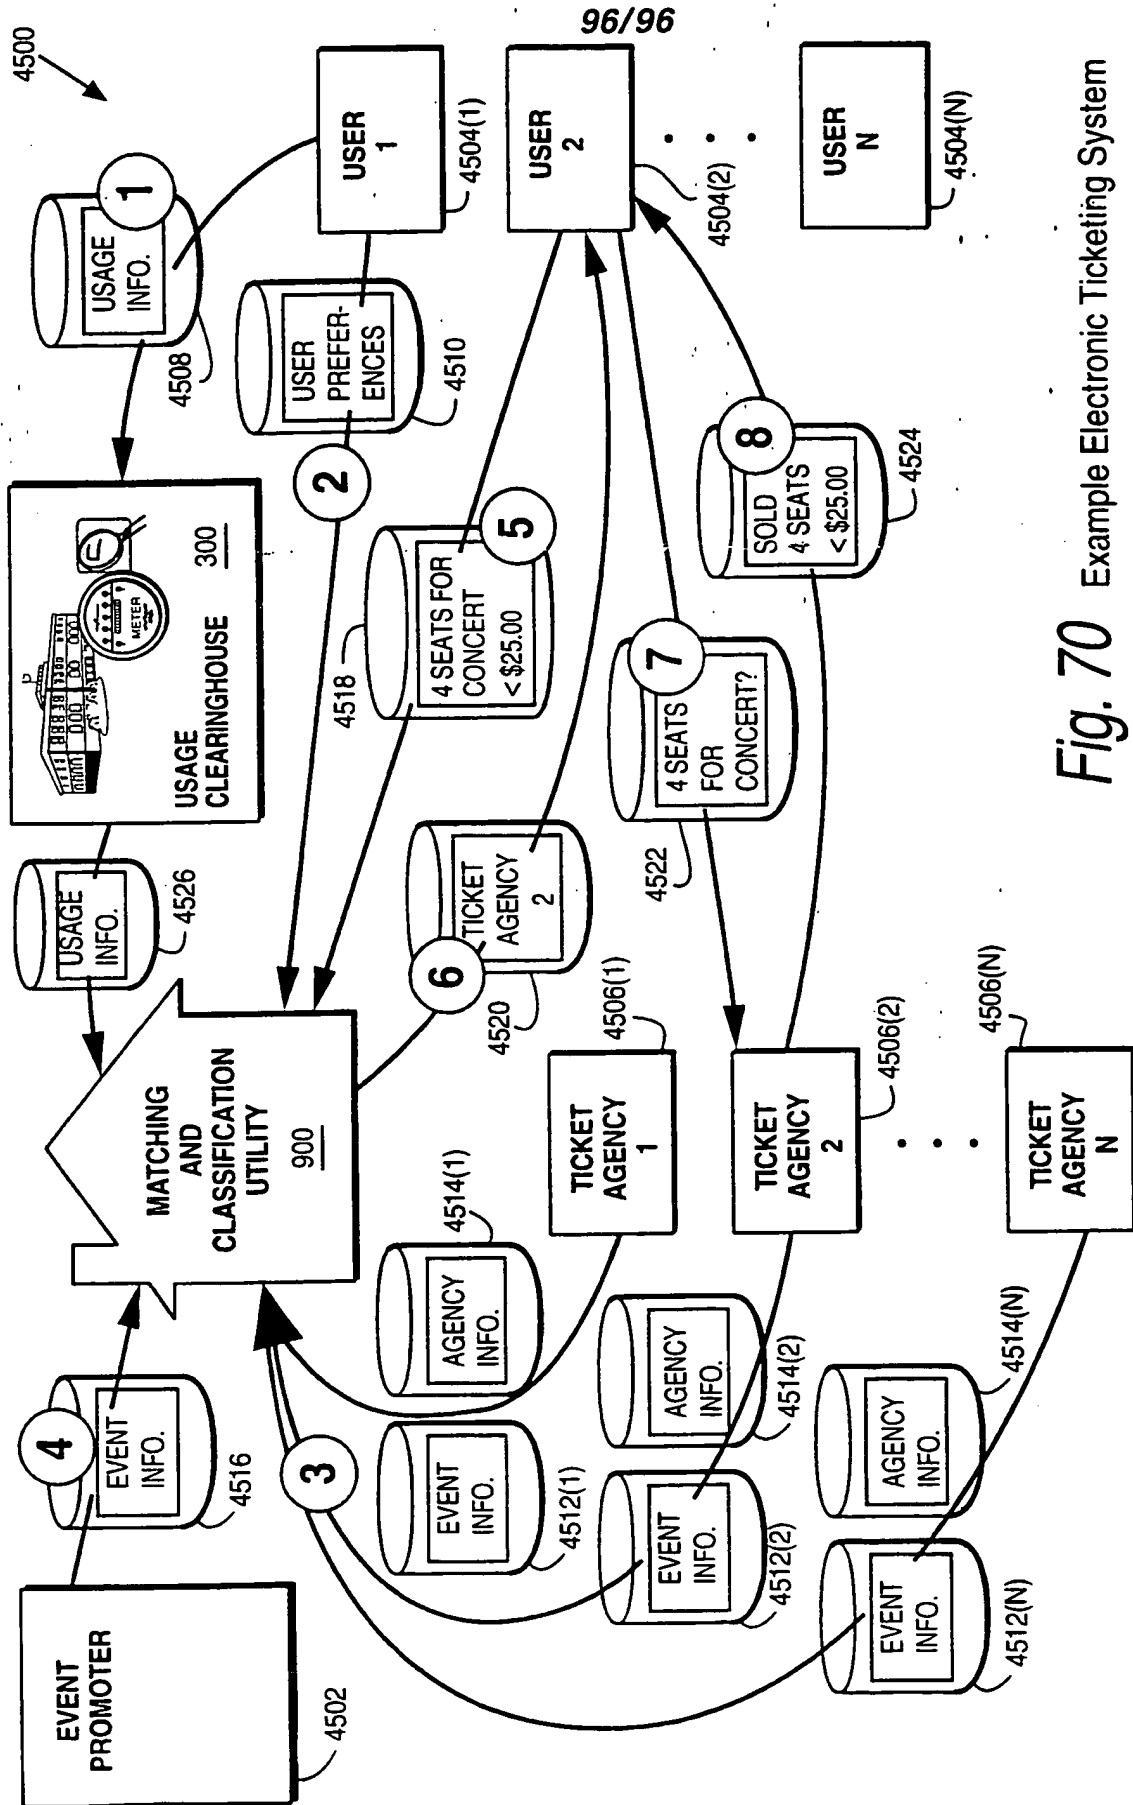 96/96
4500
EVENT
PROMOTER
4502
4
EVENT
INFO.
4516
MATCHING
AND
CLASSIFICATION
UTILITY
900
USAGE
INFO.
4526
METER
300
USAGE
CLEARINGHOUSE
1
USAGE
INFO.
4508
2
USER
PREFER-
ENCES
4510
USER
1
4504(1)
3
EVENT
INFO.
4512(1)
AGENCY
INFO.
4514(1)
TICKET
AGENCY
1
4506(1)
6
TICKET
AGENCY
2
4520
5
4 SEATS FOR
CONCERT
< $25.00
4518
USER
2
4504(2)
EVENT
INFO.
4512(2)
AGENCY
INFO.
4514(2)
TICKET
AGENCY
2
4506(2)
7
4 SEATS
FOR
CONCERT?
4522
8
SOLD
4 SEATS
< $25.00
4524
EVENT
INFO.
4512(N)
AGENCY
INFO.
4514(N)
TICKET
AGENCY
N
4506(N)
USER
N
4504(N)
Fig. 70 Example Electronic Ticketing System